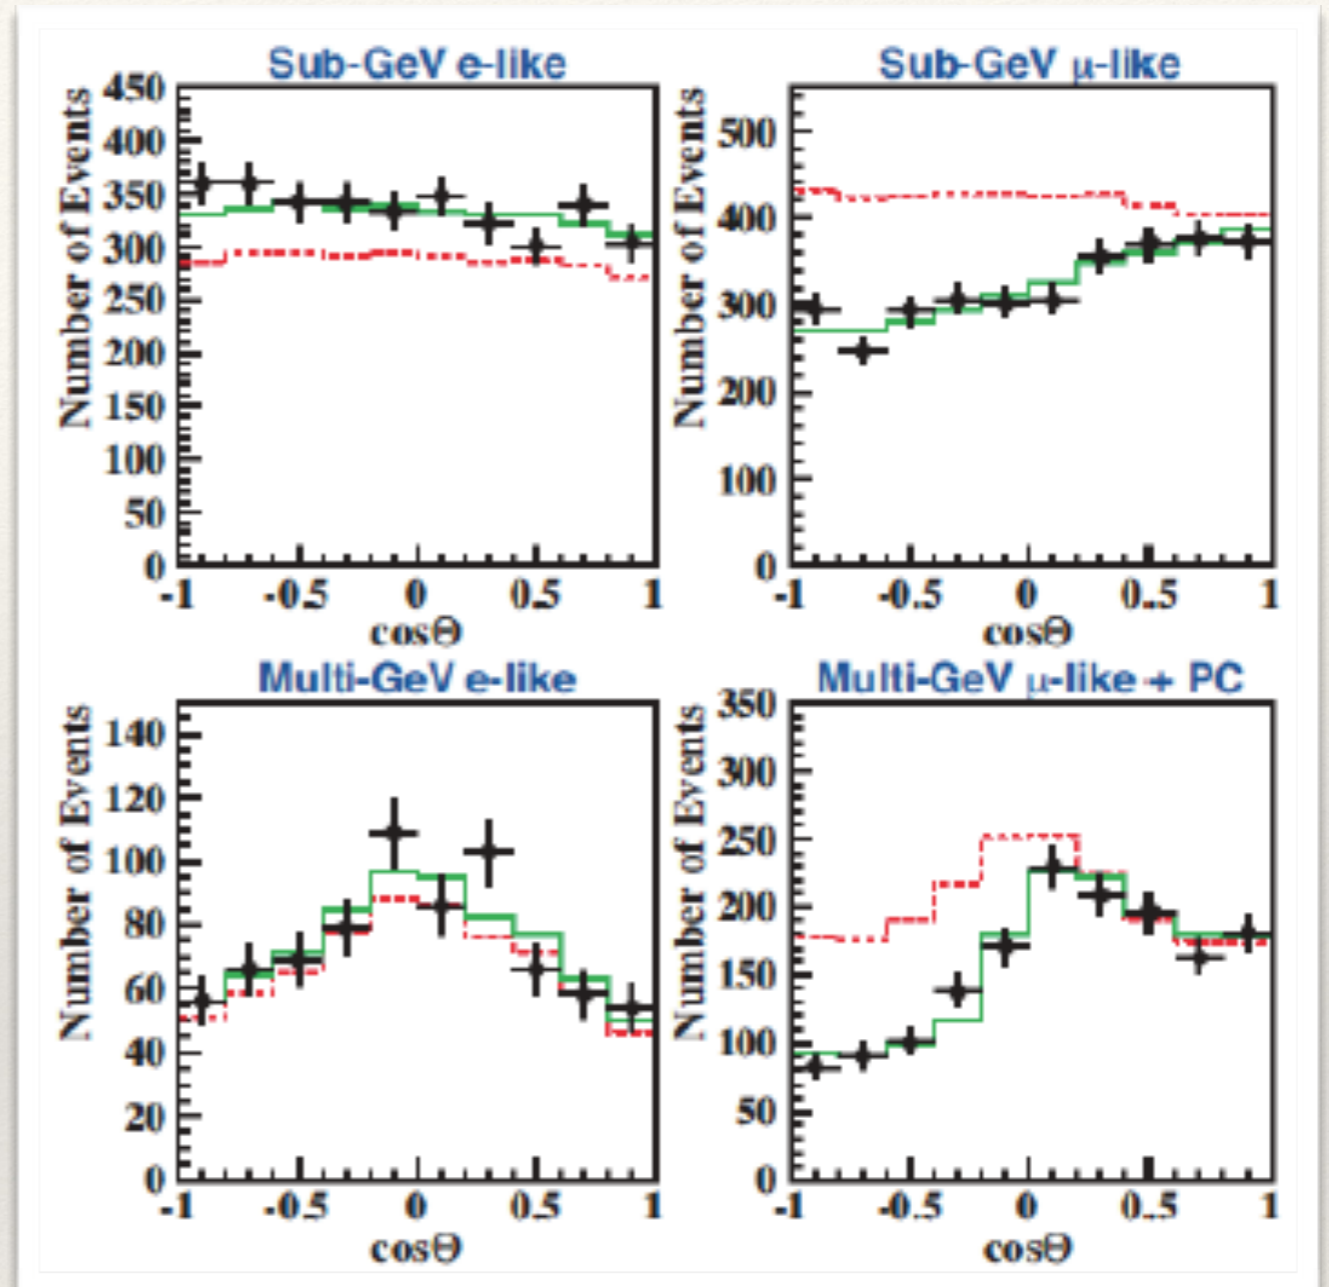 Sub-GeV e-like
Number of Events
450
400
350
300
250
200
150
100
50
0
-1 -0.5 0 0.5 1
cosΘ
Sub-GeV μ-like
Number of Events
500
400
300
200
100
0
-1 -0.5 0 0.5 1
cosΘ
Multi-GeV e-like
Number of Events
140
120
100
80
60
40
20
0
-1 -0.5 0 0.5 1
cosΘ
Multi-GeV μ-like + PC
Number of Events
350
300
250
200
150
100
50
0
-1 -0.5 0 0.5 1
cosΘ